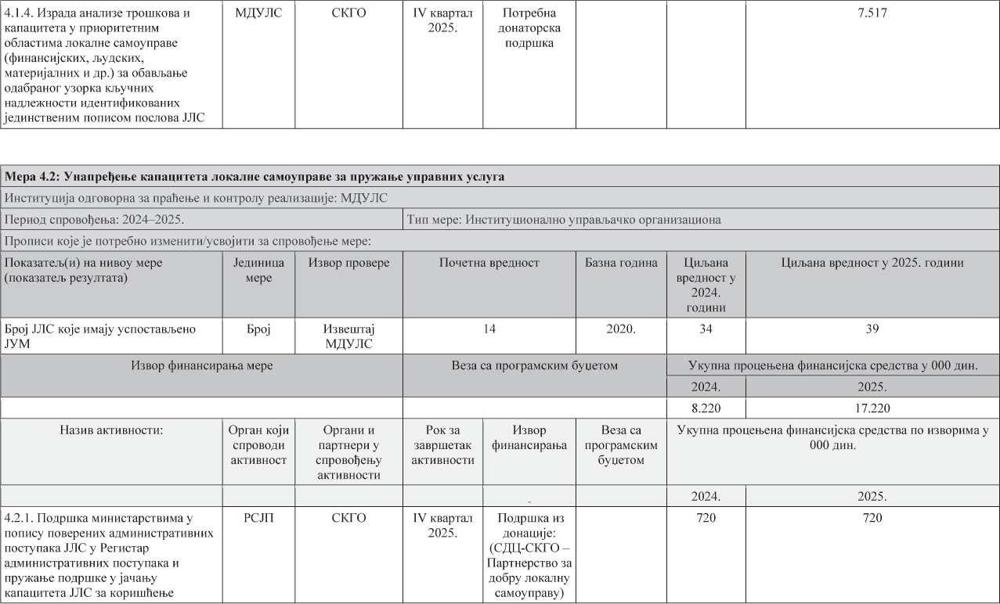 4.1.4. Израда анализе трошкова и
капацитета у приоритетним
областима локалне самоуправе
(финансијских, људских,
материјалних и др.) за обављање
одабраног узорка кључних
надлежности идентификованих
јединственим пописом послова ЈЛС
МДУЛС
СКГО
IV квартал
2025.
Потребна
донаторска
подршка
7.517
Мера 4.2: Унапређење капацитета локалне самоуправе за пружање управних услуга
Институција одговорна за праћење и контролу реализације: МДУЛС
Период спровођења: 2024–2025.
Тип мере: Институционално управљачко организациона
Прописи које је потребно изменити/усвојити за спровођење мере:
Показатељ(и) на нивоу мере
(показатељ резултата)
Јединица
мере
Извор провере
Почетна вредност
Базна година
Циљана
вредност у
2024.
години
Циљана вредност у 2025. години
Број ЈЛС које имају успостављено
ЈУМ
Број
Извештај
МДУЛС
14
2020.
34
39
Извор финансирања мере
Веза са програмским буџетом
Укупна процењена финансијска средства у 000 дин.
2024.
2025.
8.220
17.220
Назив активности:
Орган који
спроводи
активност
Органи и
партнери у
спровођењу
активности
Рок за
завршетак
активности
Извор
финансирања
Веза са
програмским
буџетом
Укупна процењена финансијска средства по изворима у
000 дин.
-
2024.
2025.
4.2.1. Подршка министарствима у
попису поверених административних
поступака ЈЛС у Регистар
административних поступака и
пружање подршке у јачању
капацитета ЈЛС за коришћење
РСЈП
СКГО
IV квартал
2025.
Подршка из
донације:
(СДЦ-СКГО –
Партнерство за
добру локалну
самоуправу)
720
720